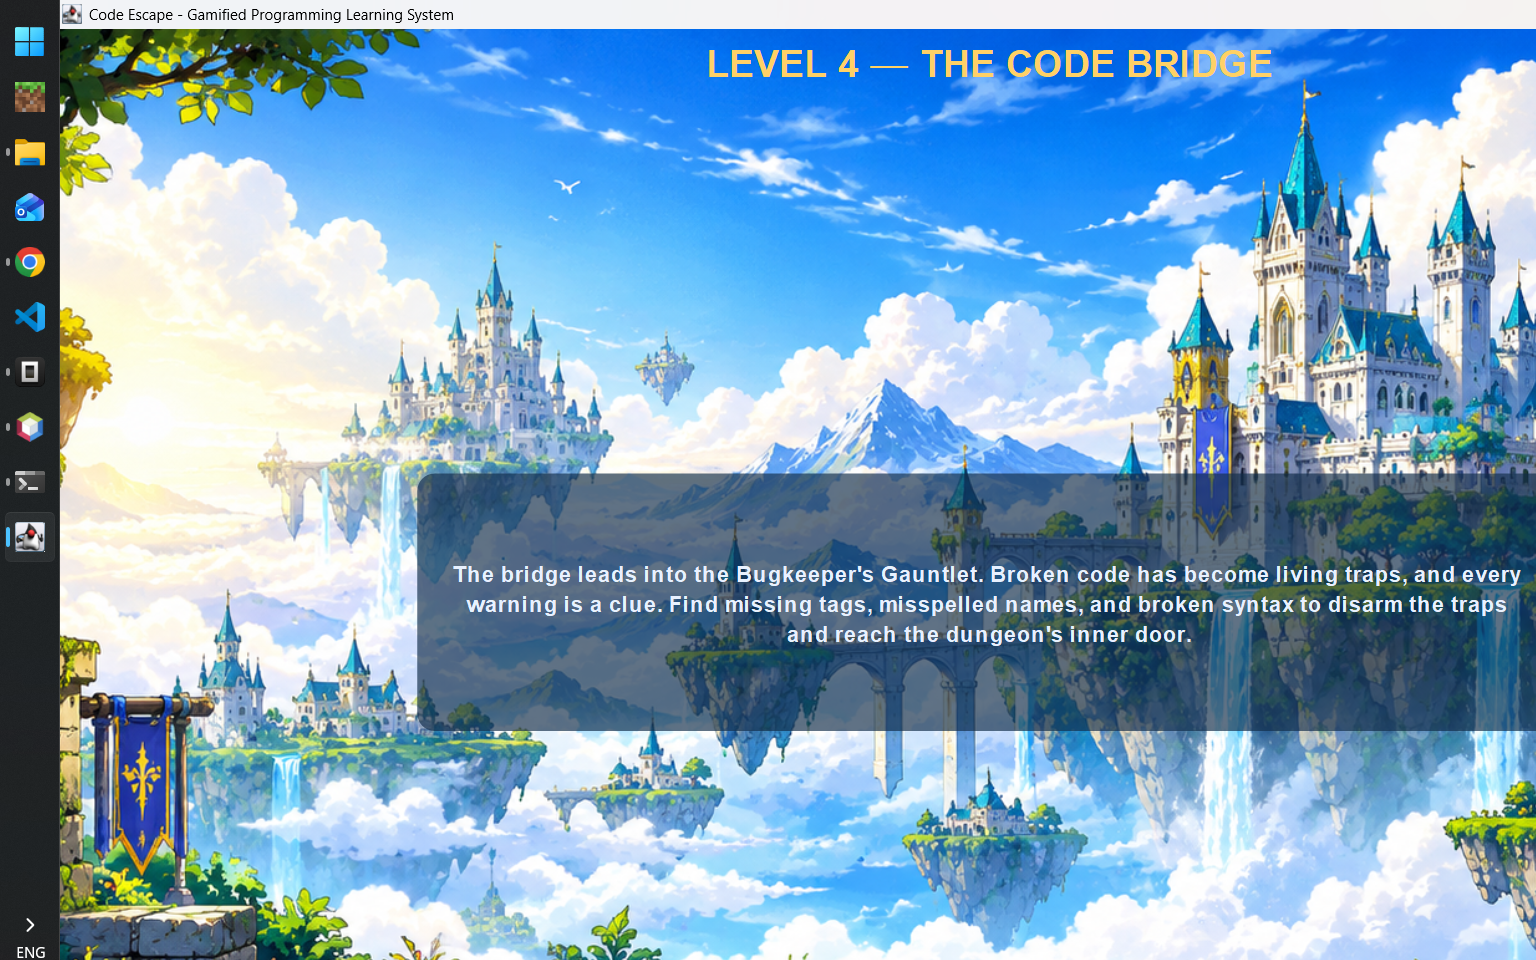 Code Escape - Gamified Programming Learning System
LEVEL 4 — THE CODE BRIDGE
The bridge leads into the Bugkeeper's Gauntlet. Broken code has become living traps, and every
warning is a clue. Find missing tags, misspelled names, and broken syntax to disarm the traps
and reach the dungeon's inner door.
ENG